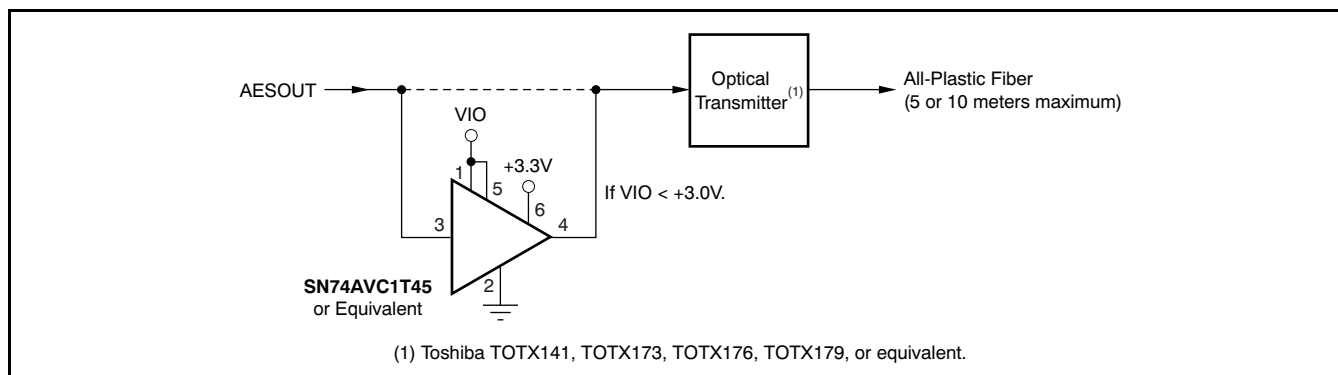 AESOUT
Optical
Transmitter(1)
All-Plastic Fiber
(5 or 10 meters maximum)
VIO
+3.3V
1
5
6
If VIO < +3.0V.
3
4
2
SN74AVC1T45
or Equivalent
(1) Toshiba TOTX141, TOTX173, TOTX176, TOTX179, or equivalent.